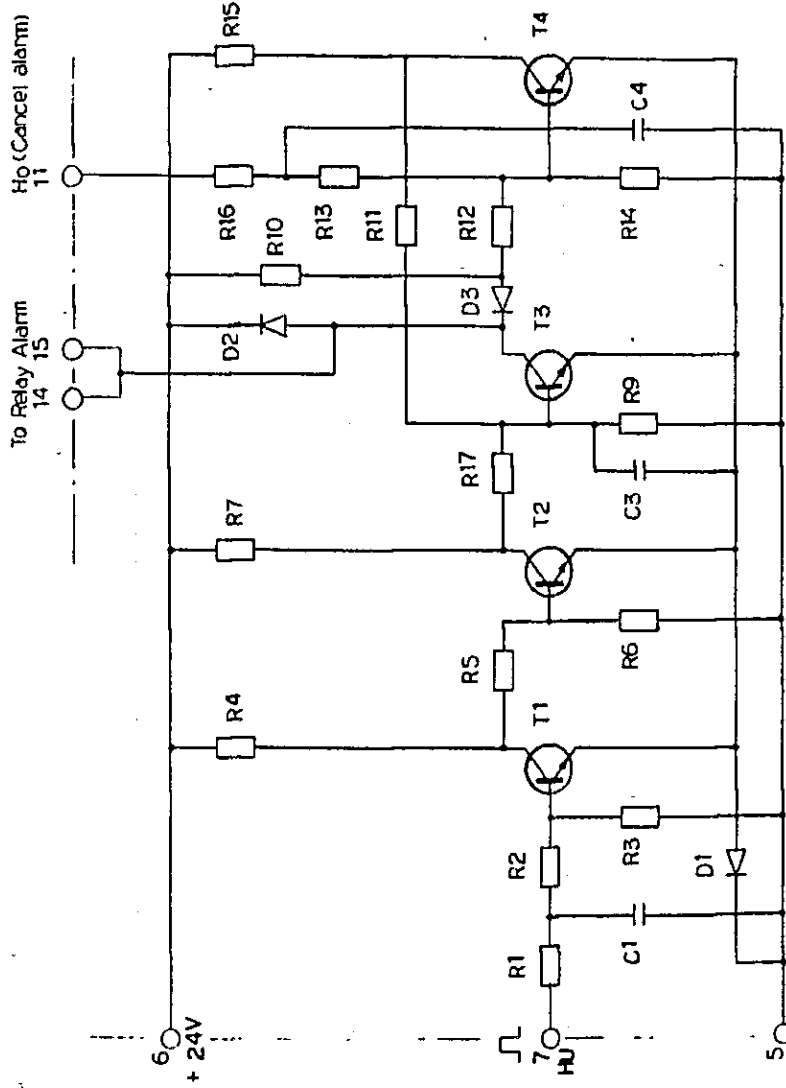 To Relay Alarm
14
15
Ho (Cancel alarm)
11
6
+ 24V
R4
R7
D2
R10
R16
R13
R11
R12
R15
D3
R5
R17
T1
T2
T3
T4
7
HU
R1
R2
R3
R6
C1
C3
R9
R14
C4
D1
5